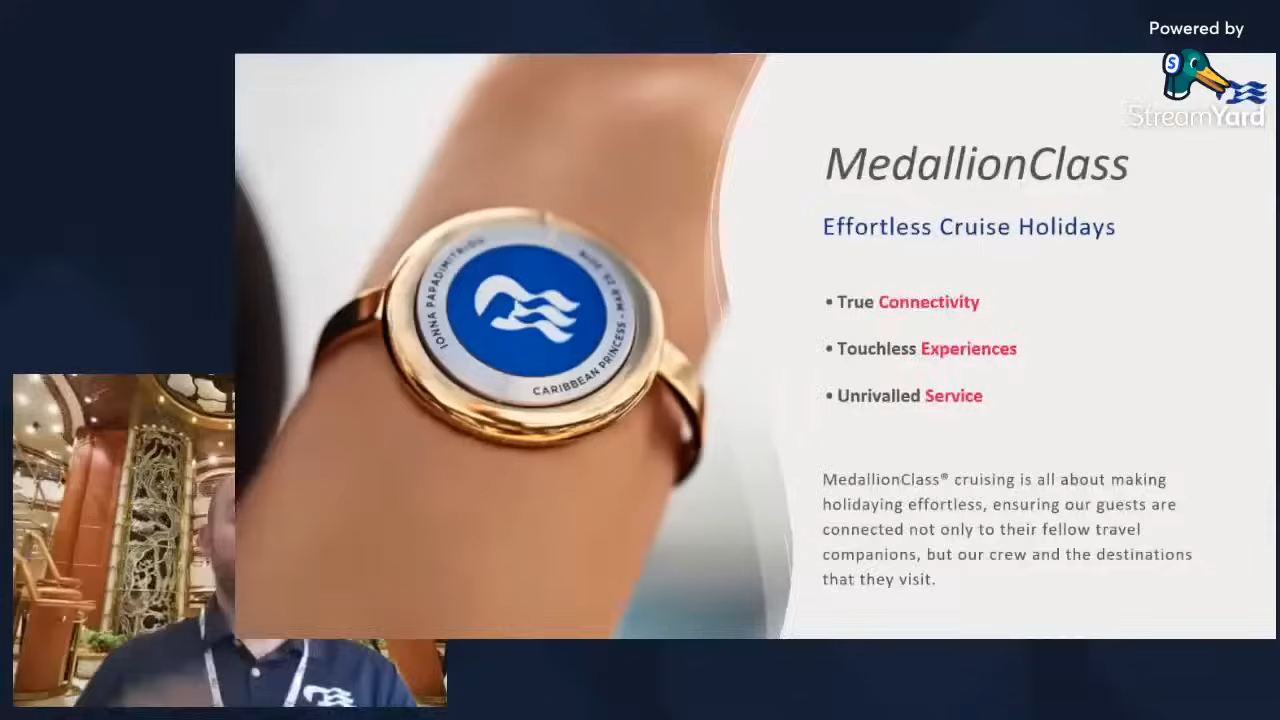 Powered by
StreamYard
MedallionClass
Effortless Cruise Holidays
• True Connectivity
• Touchless Experiences
• Unrivalled Service
MedallionClass® cruising is all about making
holidaying effortless, ensuring our guests are
connected not only to their fellow travel
companions, but our crew and the destinations
that they visit.
IONNA PAPADIMITRIOU
CARIBBEAN PRINCESS - MAR 25,